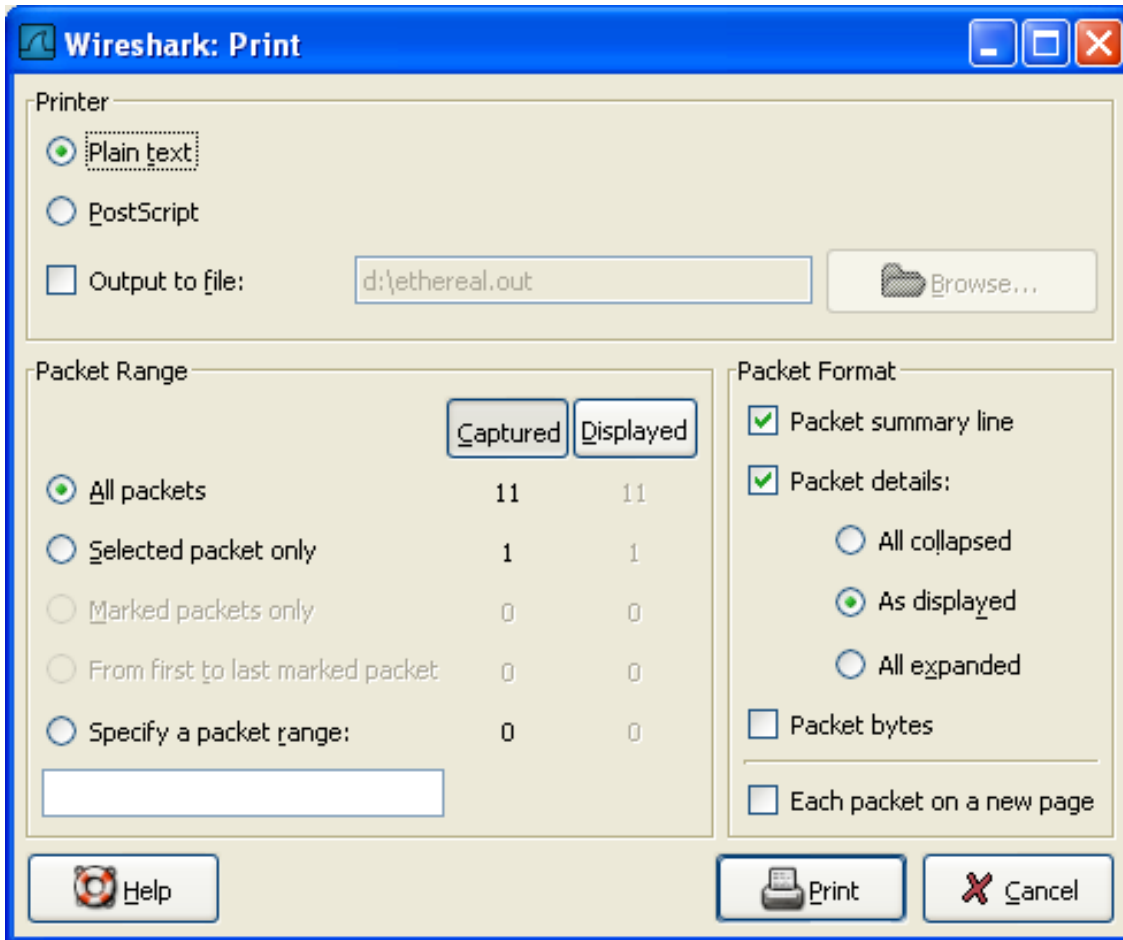 Wireshark: Print
Printer
Plain text
PostScript
Output to file: d:\ethereal.out Browse...
Packet Range
Captured Displayed
All packets 11 11
Selected packet only 1 1
Marked packets only 0 0
From first to last marked packet 0 0
Specify a packet range: 0 0
Packet Format
Packet summary line
Packet details:
All collapsed
As displayed
All expanded
Packet bytes
Each packet on a new page
Help Print Cancel